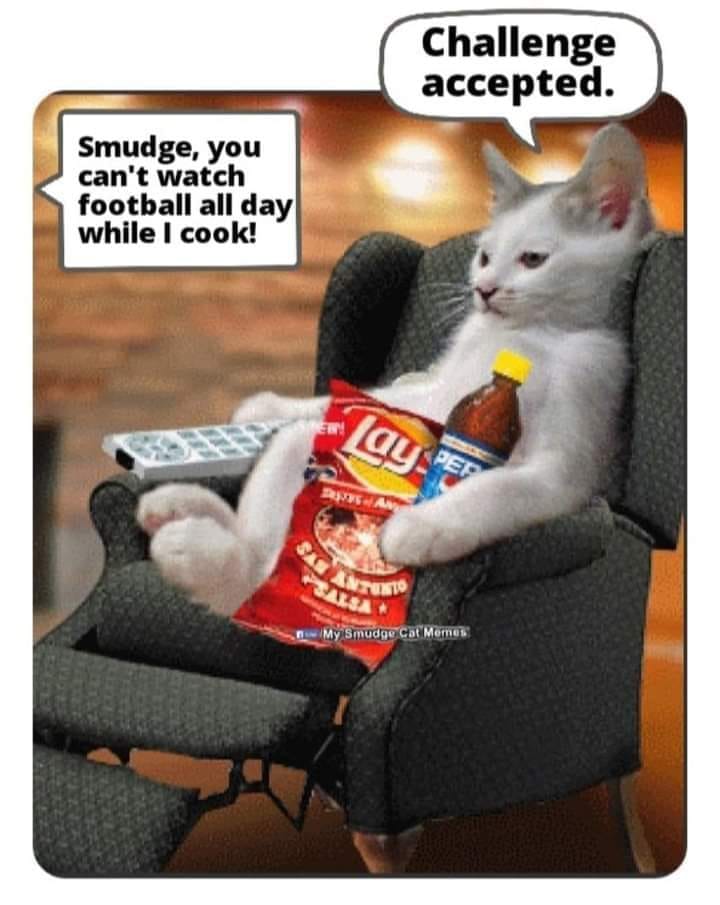 Challenge
accepted.
Smudge, you
can't watch
football all day
while I cook!
Lay's
PEP
SAN ANTONIO
SALSA
My Smudge Cat Memes